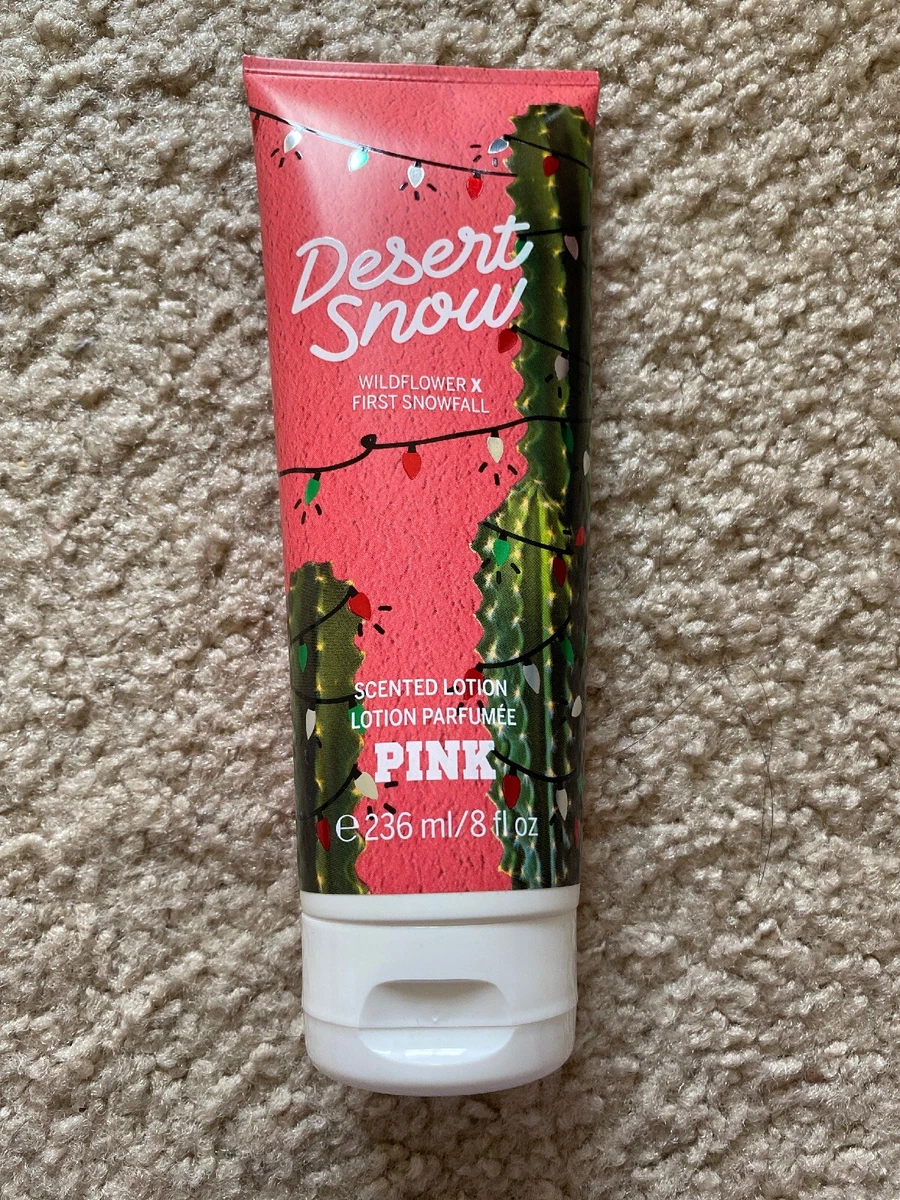 Desert
Snow
WILDFLOWER X
FIRST SNOWFALL
SCENTED LOTION
LOTION PARFUMÉE
PINK
℮ 236 ml/8 fl oz